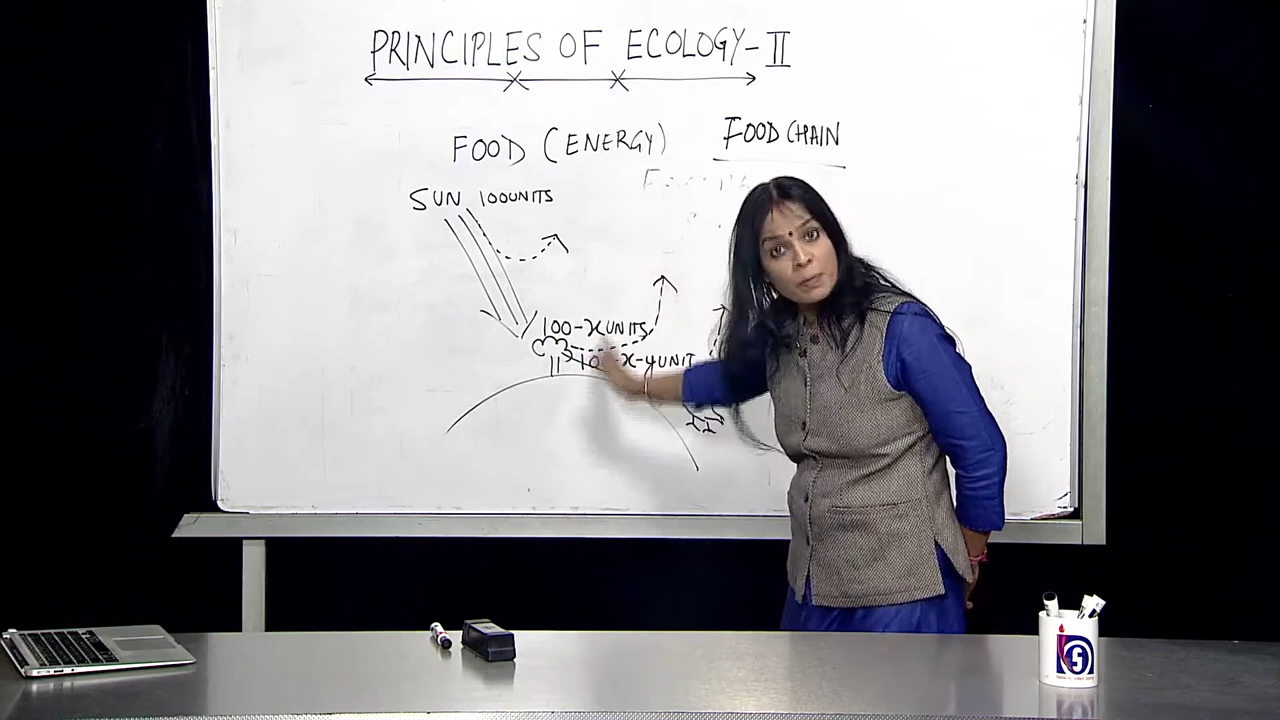 PRINCIPLES OF ECOLOGY-II
FOOD (ENERGY)
FOOD CHAIN
SUN 100UNITS
100-x UNITS
x-y UNIT